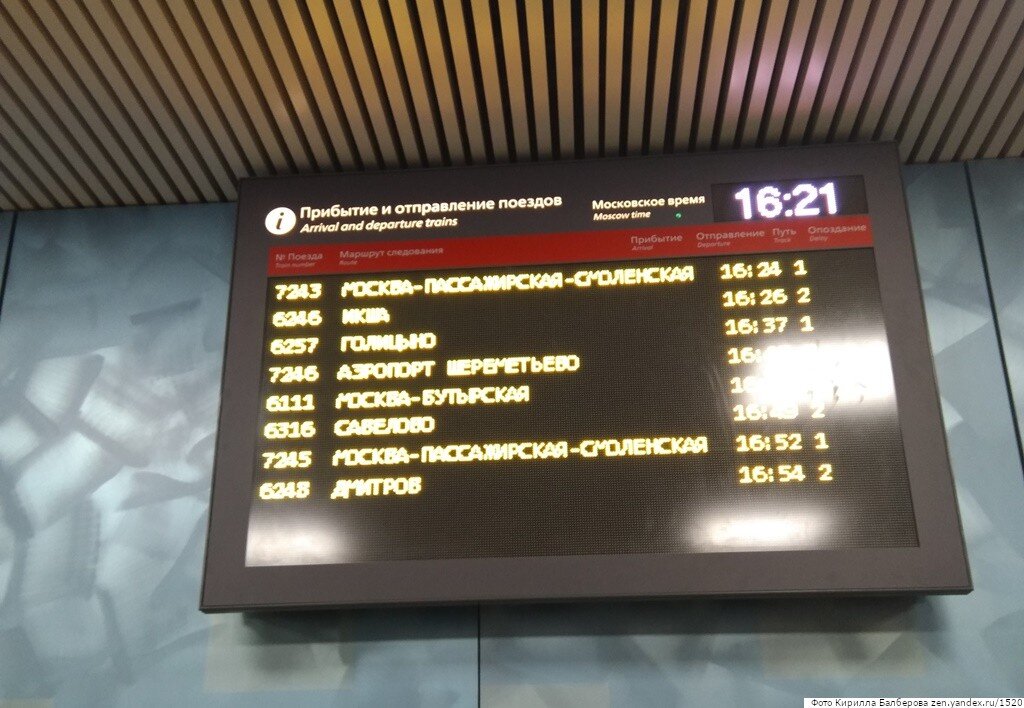 Прибытие и отправление поездов
Arrival and departure trains
Московское время
Moscow time
16:21
№ Поезда Маршрут следования Прибытие Отправление Путь Опоздание
Train number Route Arrival Departure Track Delay
7243 МОСКВА-ПАССАЖИРСКАЯ-СМОЛЕНСКАЯ 16:24 1
6246 ИКША 16:26 2
6257 ГОЛИЦЫНО 16:37 1
7246 АЭРОПОРТ ШЕРЕМЕТЬЕВО
6111 МОСКВА-БУТЫРСКАЯ
6316 САВЕЛОВО 2
7245 МОСКВА-ПАССАЖИРСКАЯ-СМОЛЕНСКАЯ 16:52 1
6248 ДМИТРОВ 16:54 2
Фото Кирилла Балберова zen.yandex.ru/1520